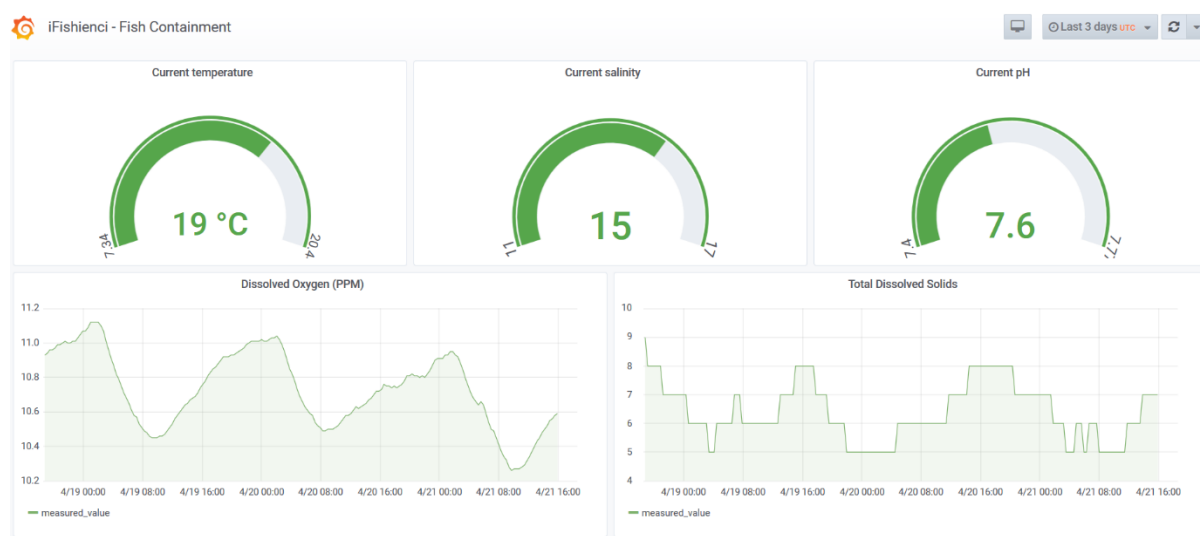 iFishienci - Fish Containment
Last 3 days UTC
Current temperature
19 °C
7.34
20.4
Current salinity
15
11
17
Current pH
7.6
7.4
Dissolved Oxygen (PPM)
11.2
11.0
10.8
10.6
10.4
10.2
4/19 00:00 4/19 08:00 4/19 16:00 4/20 00:00 4/20 08:00 4/20 16:00 4/21 00:00 4/21 08:00 4/21 16:00
measured_value
Total Dissolved Solids
10
9
8
7
6
5
4
4/19 00:00 4/19 08:00 4/19 16:00 4/20 00:00 4/20 08:00 4/20 16:00 4/21 00:00 4/21 08:00 4/21 16:00
measured_value